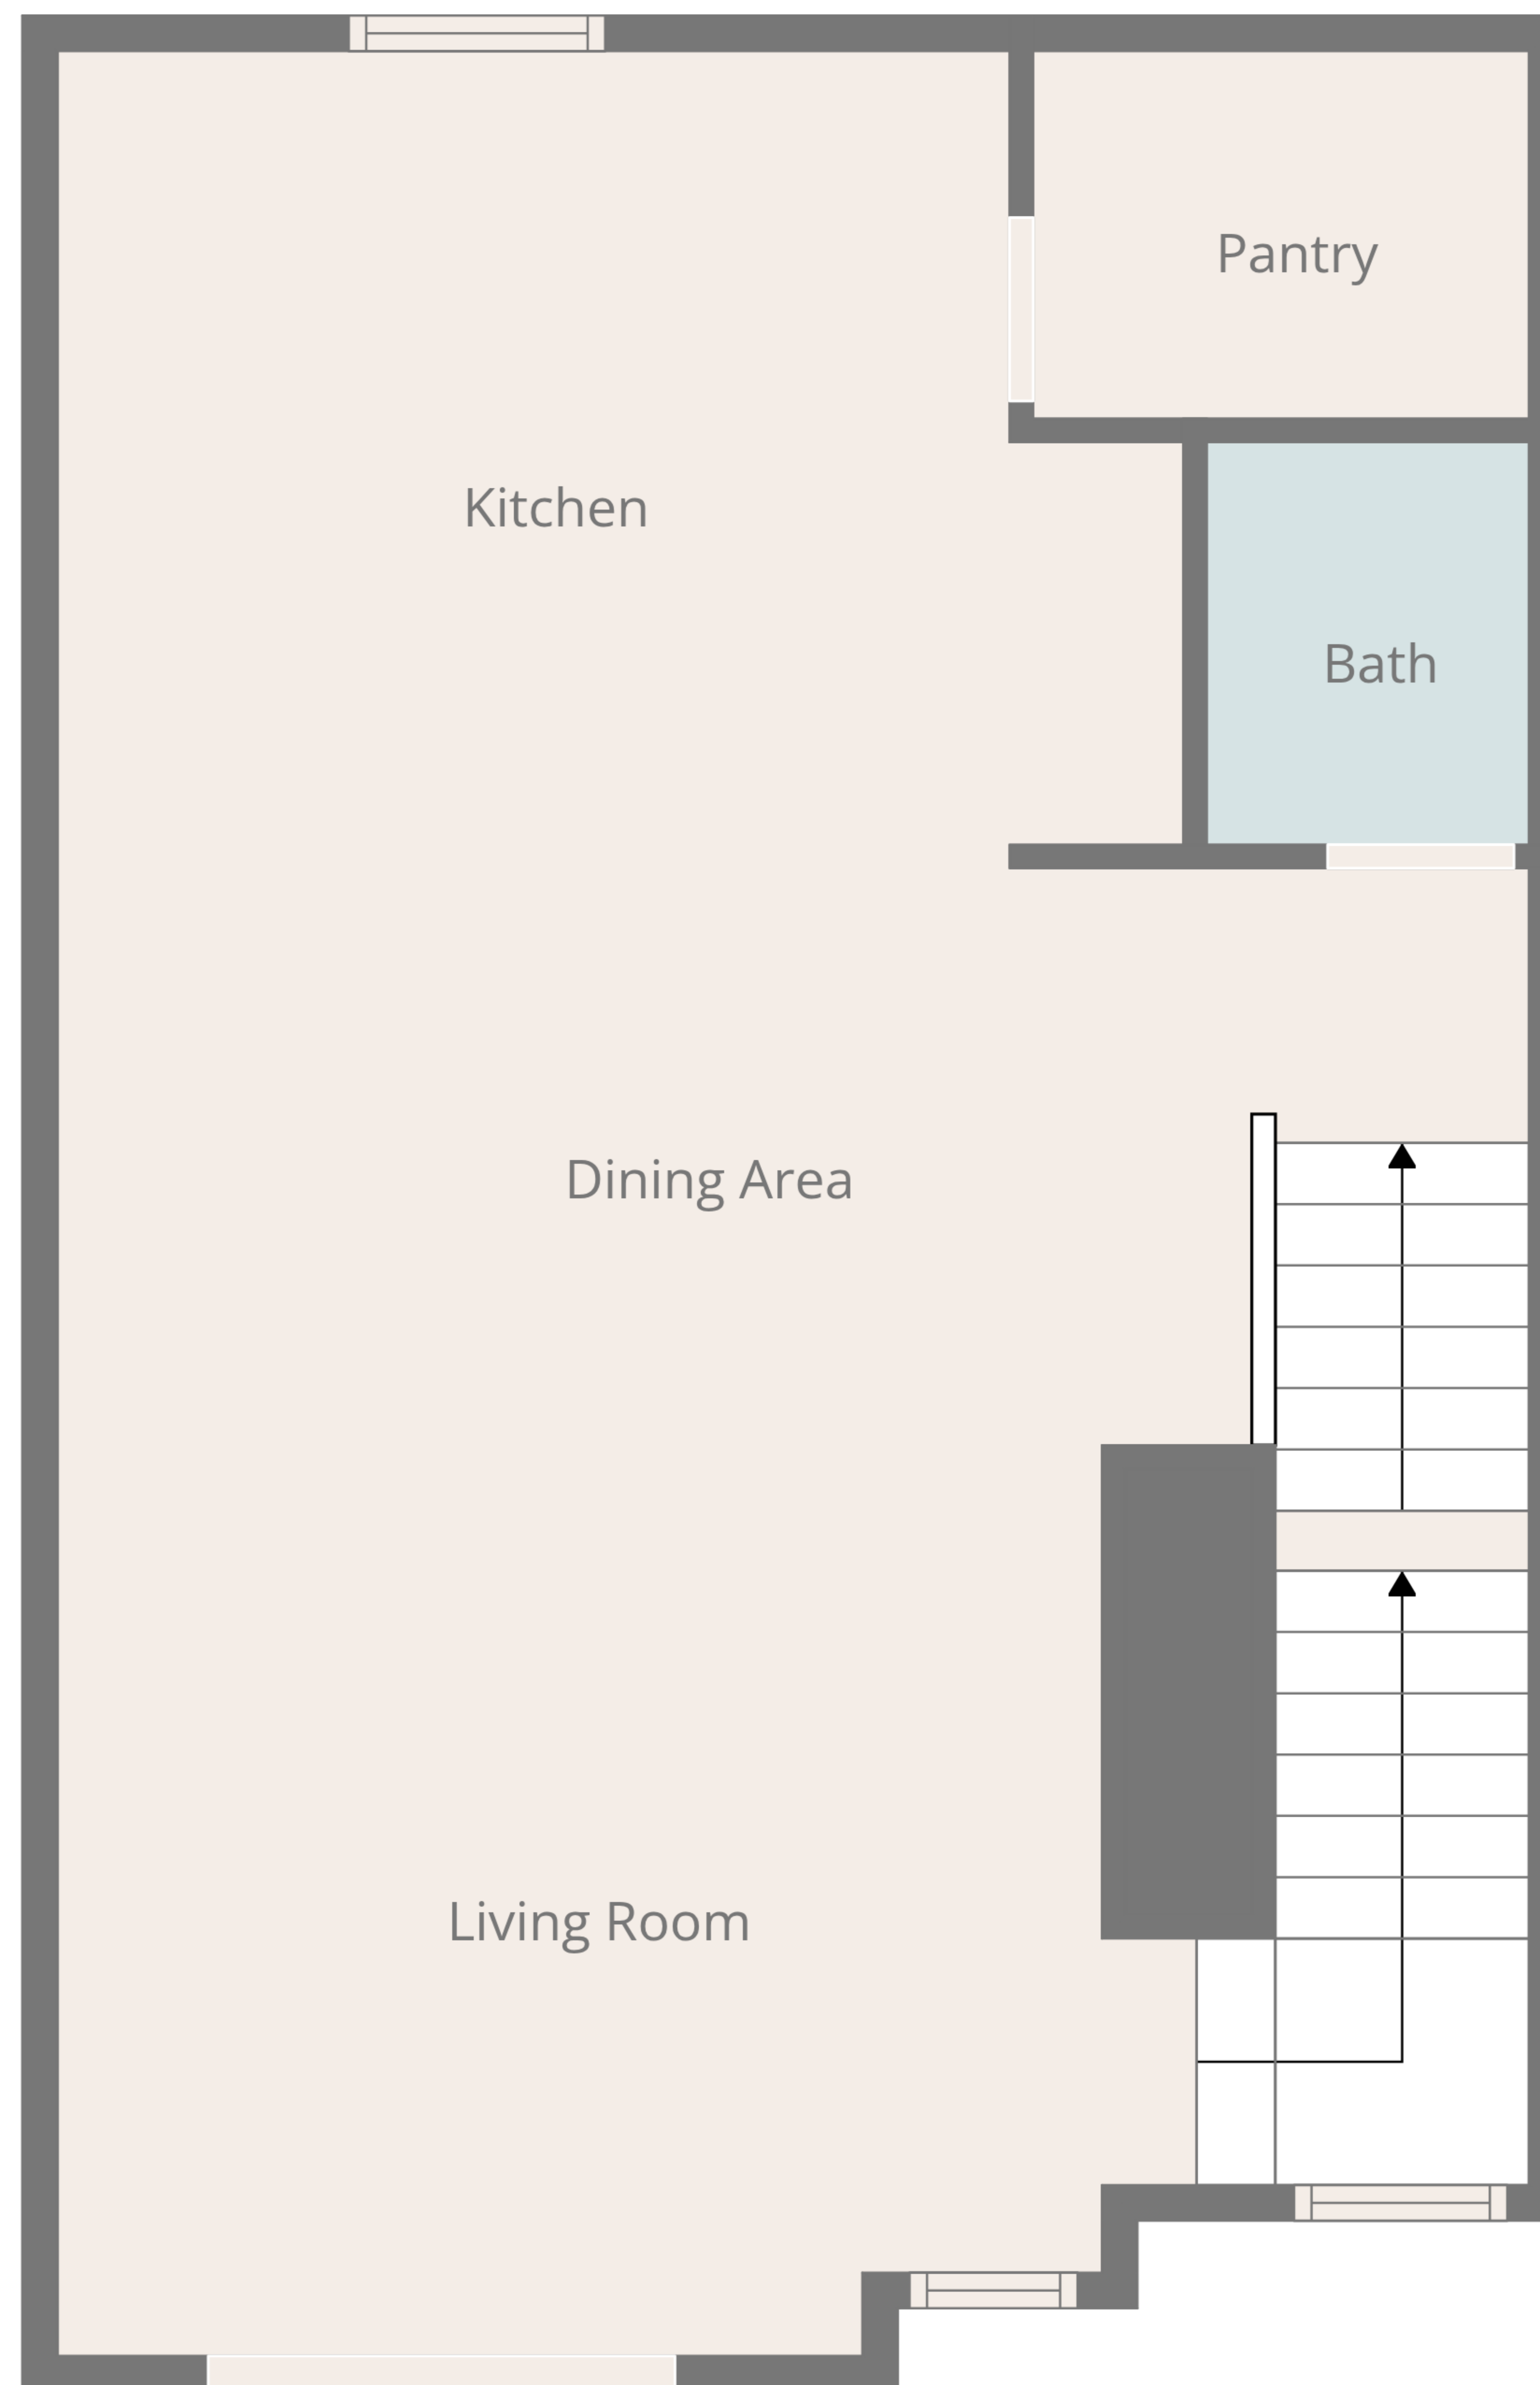 Pantry
Kitchen
Bath
Dining Area
Living Room